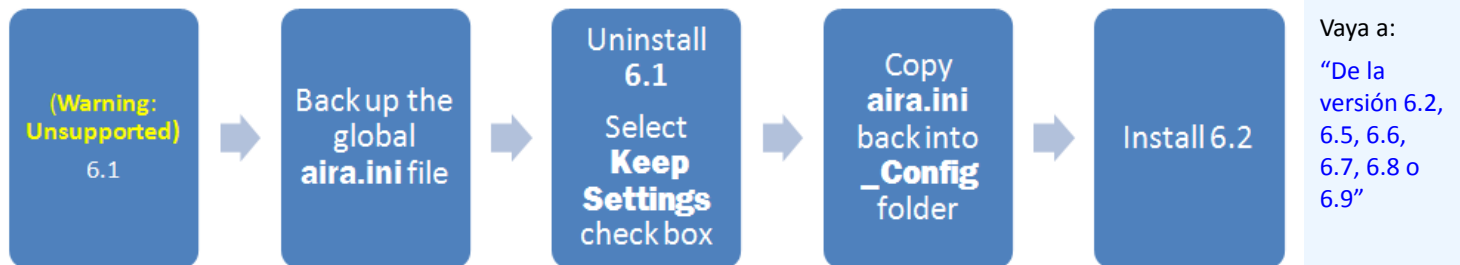 (Warning:
Unsupported)
6.1
Back up the
global
aira.ini file
Uninstall
6.1
Select
Keep
Settings
check box
Copy
aira.ini
back into
_Config
folder
Install 6.2
Vaya a:
“De la
versión 6.2,
6.5, 6.6,
6.7, 6.8 o
6.9”